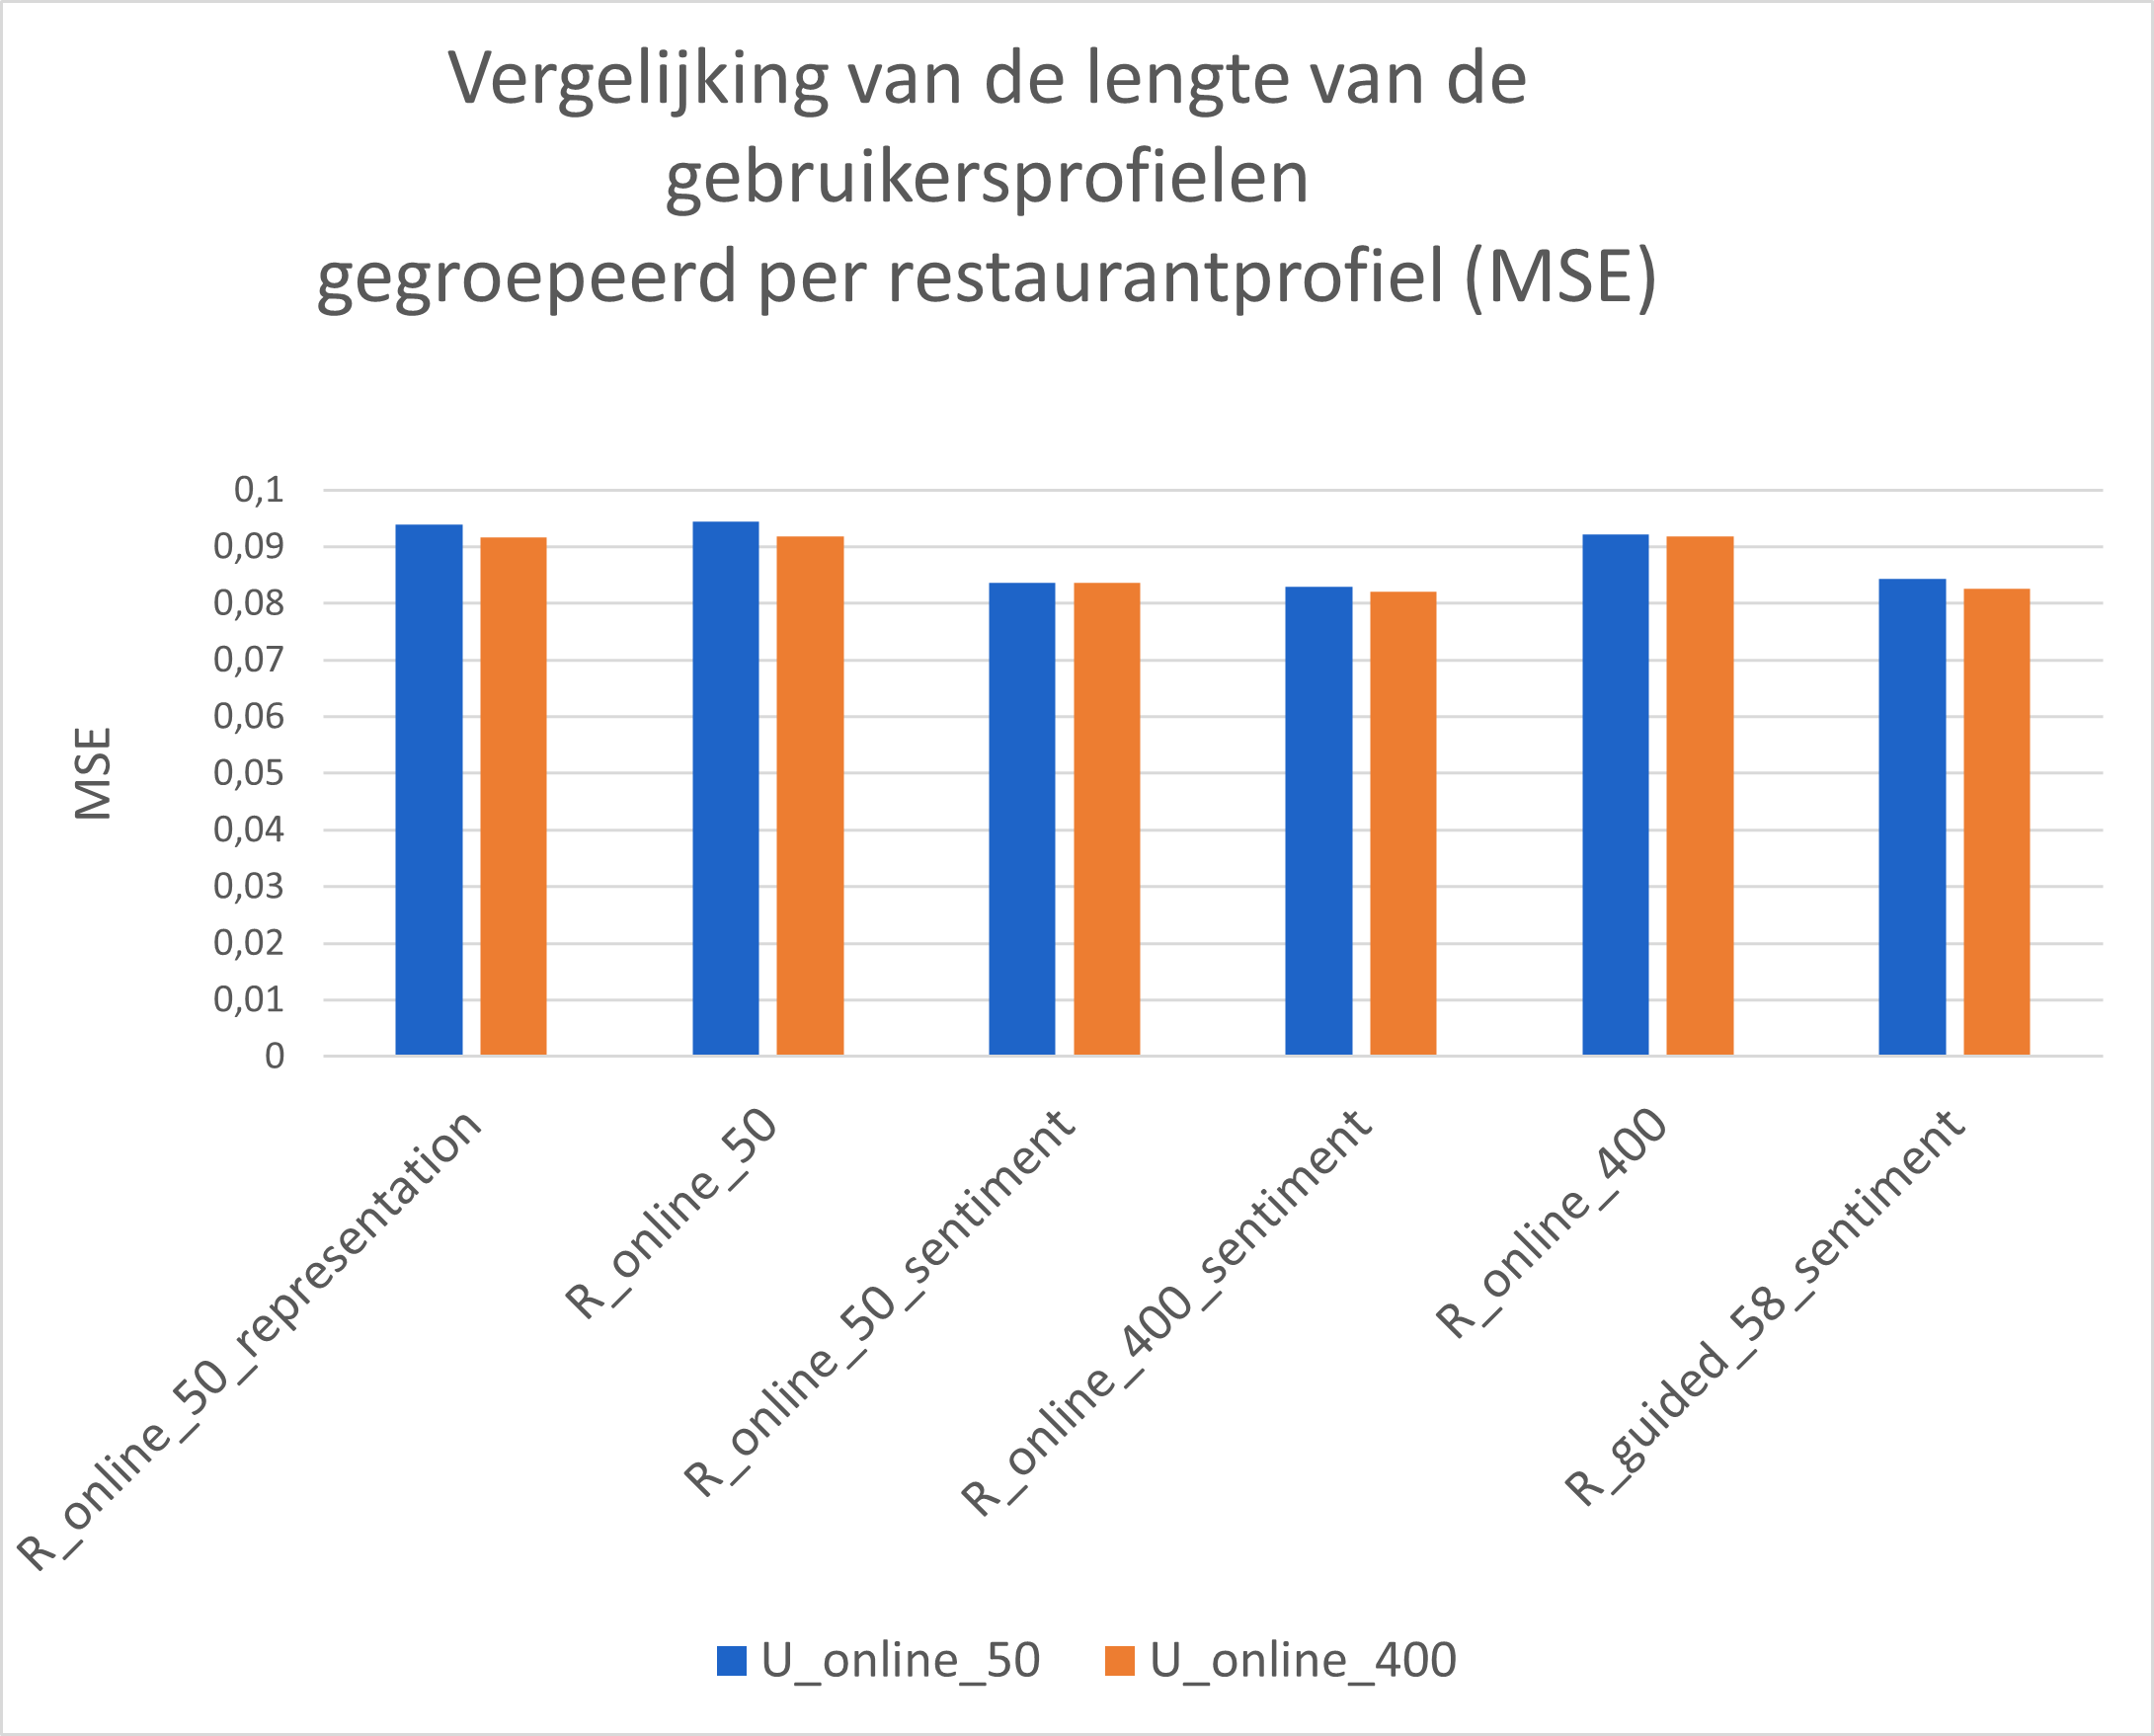 Vergelijking van de lengte van de
gebruikersprofielen
gegroepeerd per restaurantprofiel (MSE)
0,1
0,09
0,08
0,07
0,06
0,05
0,04
0,03
0,02
0,01
0
MSE
R_online_50_representation
R_online_50
R_online_50_sentiment
R_online_400_sentiment
R_online_400
R_guided_58_sentiment
U_online_50
U_online_400